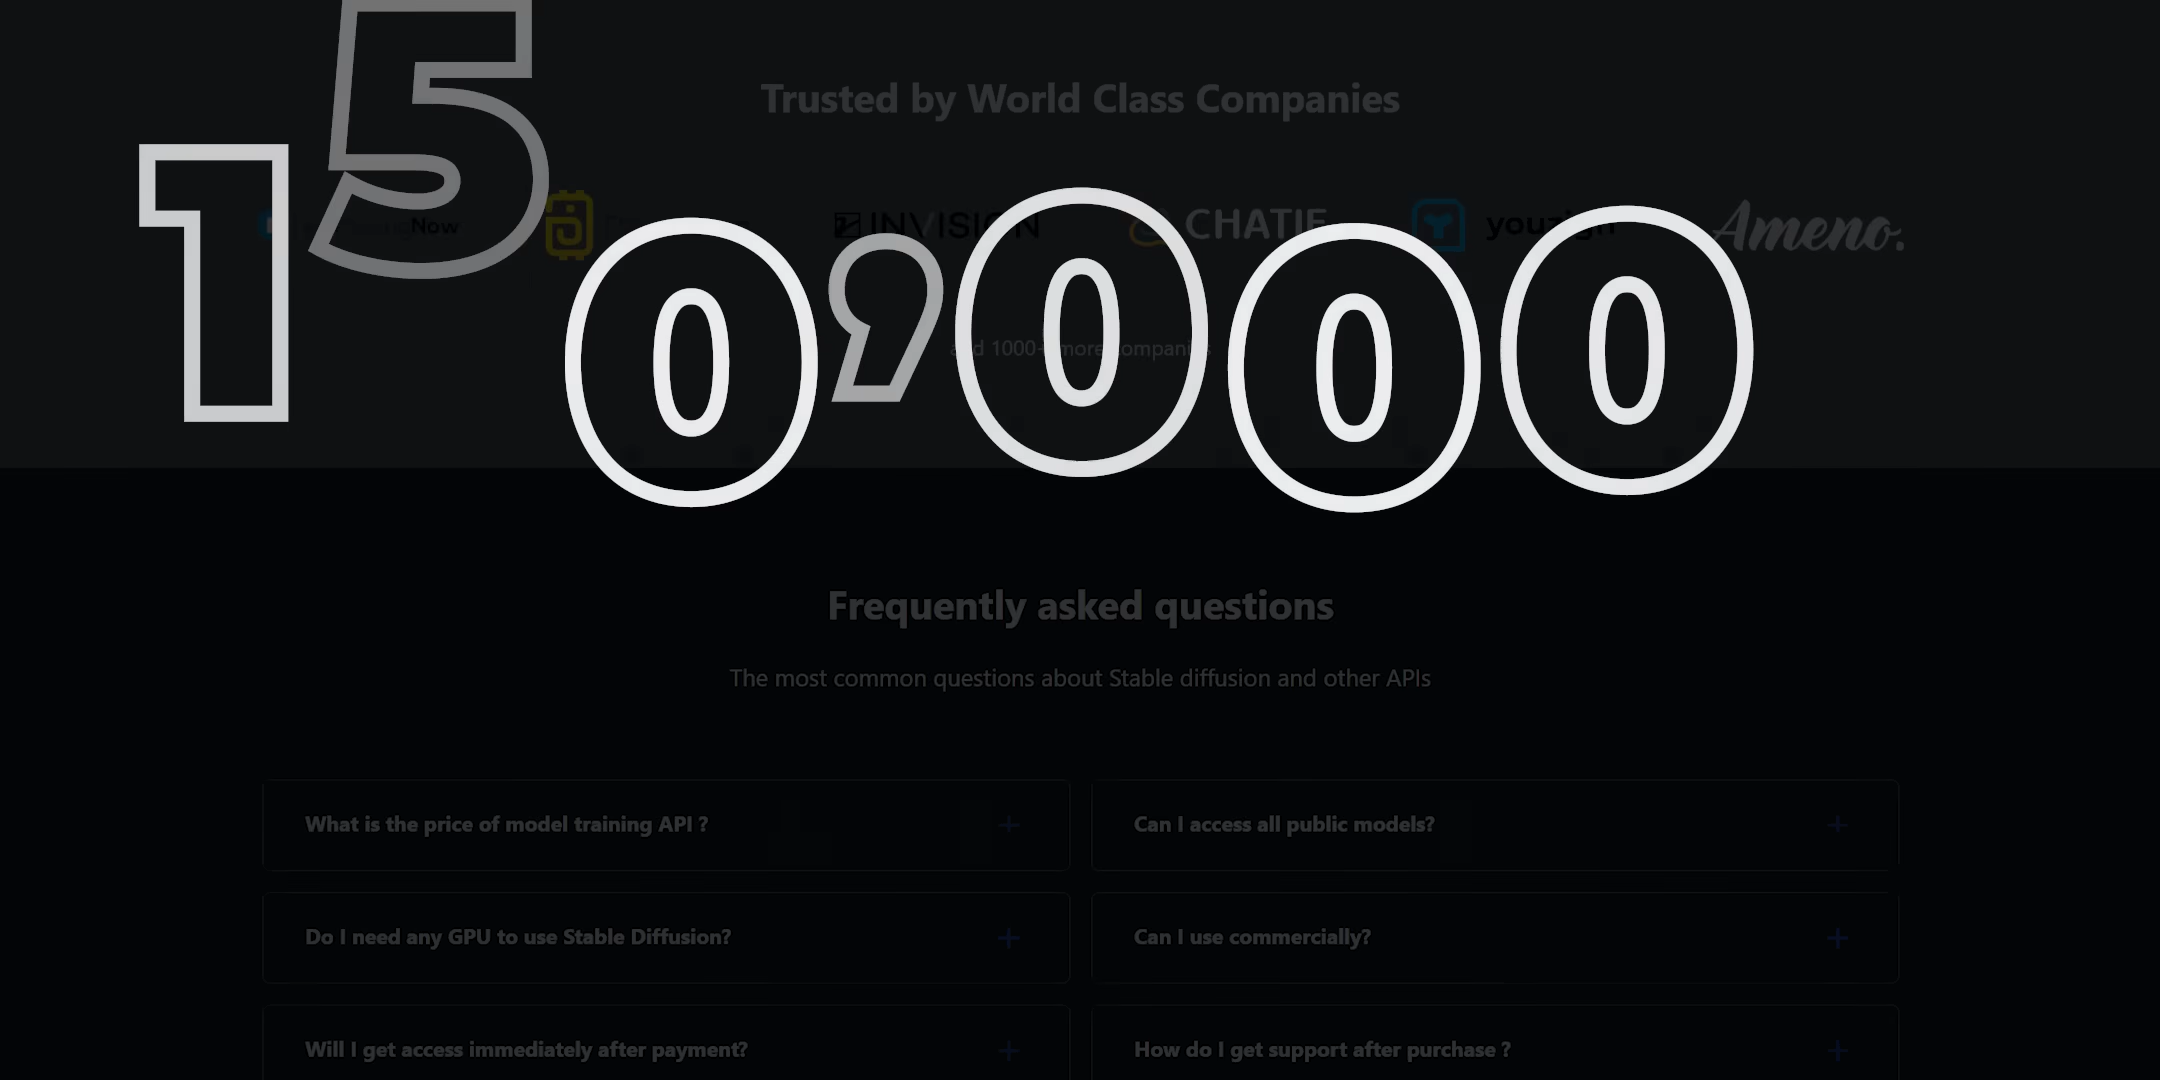 150,000
Trusted by World Class Companies
Now INVISION CHATIE Ameno.
Frequently asked questions
The most common questions about Stable diffusion and other APIs
What is the price of model training API ?
Can I access all public models?
Do I need any GPU to use Stable Diffusion?
Can I use commercially?
Will I get access immediately after payment?
How do I get support after purchase ?